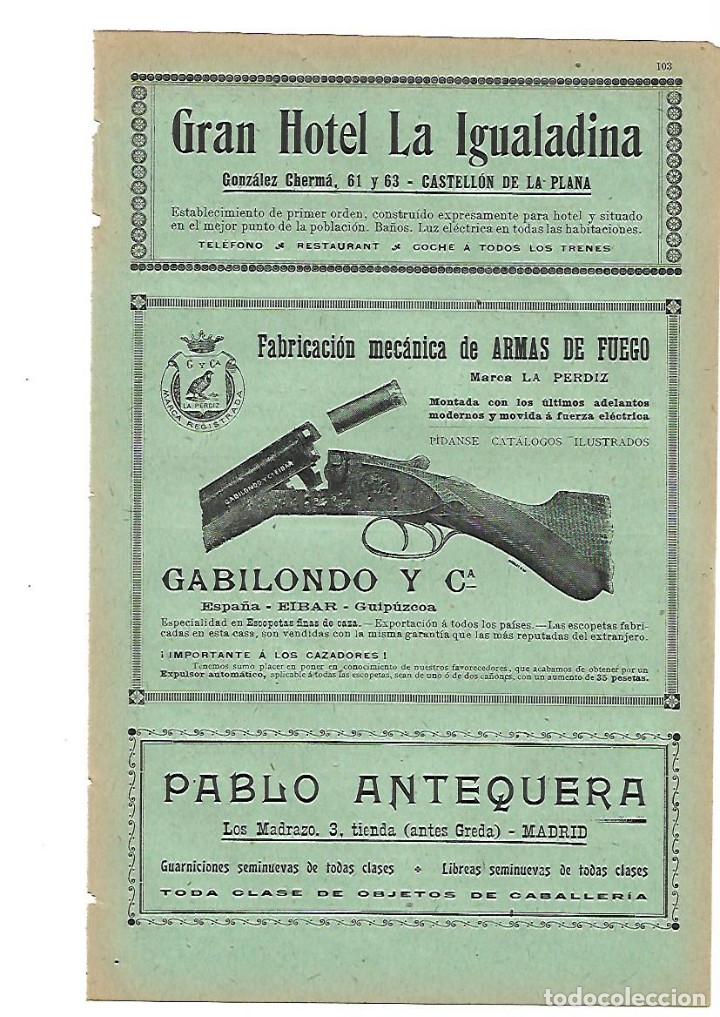 103
Gran Hotel La Igualadina
González Chermá, 61 y 63 - CASTELLÓN DE LA PLANA
Establecimiento de primer orden, construído expresamente para hotel y situado
en el mejor punto de la población. Baños. Luz eléctrica en todas las habitaciones.
TELÉFONO RESTAURANT COCHE A TODOS LOS TRENES
Fabricación mecánica de ARMAS DE FUEGO
Marca LA PERDIZ
G Y Cª
LA PERDIZ
MARCA REGISTRADA
Montada con los últimos adelantos
modernos y movida á fuerza eléctrica
PÍDANSE CATÁLOGOS ILUSTRADOS
GABILONDO Y Cª EIBAR
GABILONDO Y Cª
España - EIBAR - Guipúzcoa
Especialidad en Escopetas finas de caza.—Exportación á todos los países.—Las escopetas fabri-
cadas en esta casa, son vendidas con la misma garantía que las más reputadas del extranjero.
¡IMPORTANTE Á LOS CAZADORES!
Tenemos sumo placer en poner en conocimiento de nuestros favorecedores, que acabamos de obtener por un
Expulsor automático, aplicable á todas las escopetas, sean de uno ó de dos cañones, con un aumento de 35 pesetas.
PABLO ANTEQUERA
Los Madrazo, 3, tienda (antes Greda) - MADRID
Guarniciones seminuevas de todas clases Libreas seminuevas de todas clases
TODA CLASE DE OBJETOS DE CABALLERÍA
todocoleccion